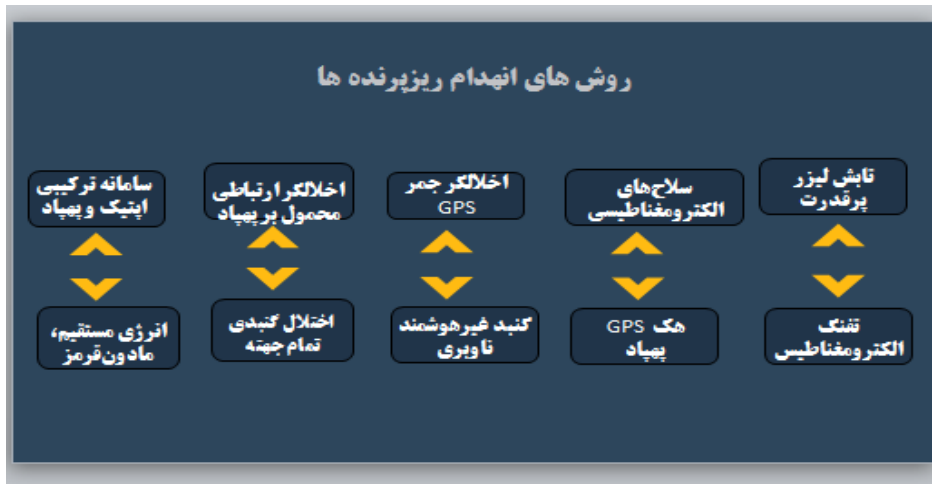 روش های انهدام ریزپرنده ها
تابش لیزر
پرقدرت
سلاح‌های
الکترومغناطیسی
اخلالگر جمر
GPS
اخلالگر ارتباطی
محمول بر پهپاد
سامانه ترکیبی
اپتیک و پهپاد
تفنگ
الکترومغناطیس
هک GPS
پهپاد
گنبد غیرهوشمند
ناوبری
اختلال گنبدی
تمام جهته
انرژی مستقیم،
مادون‌قرمز